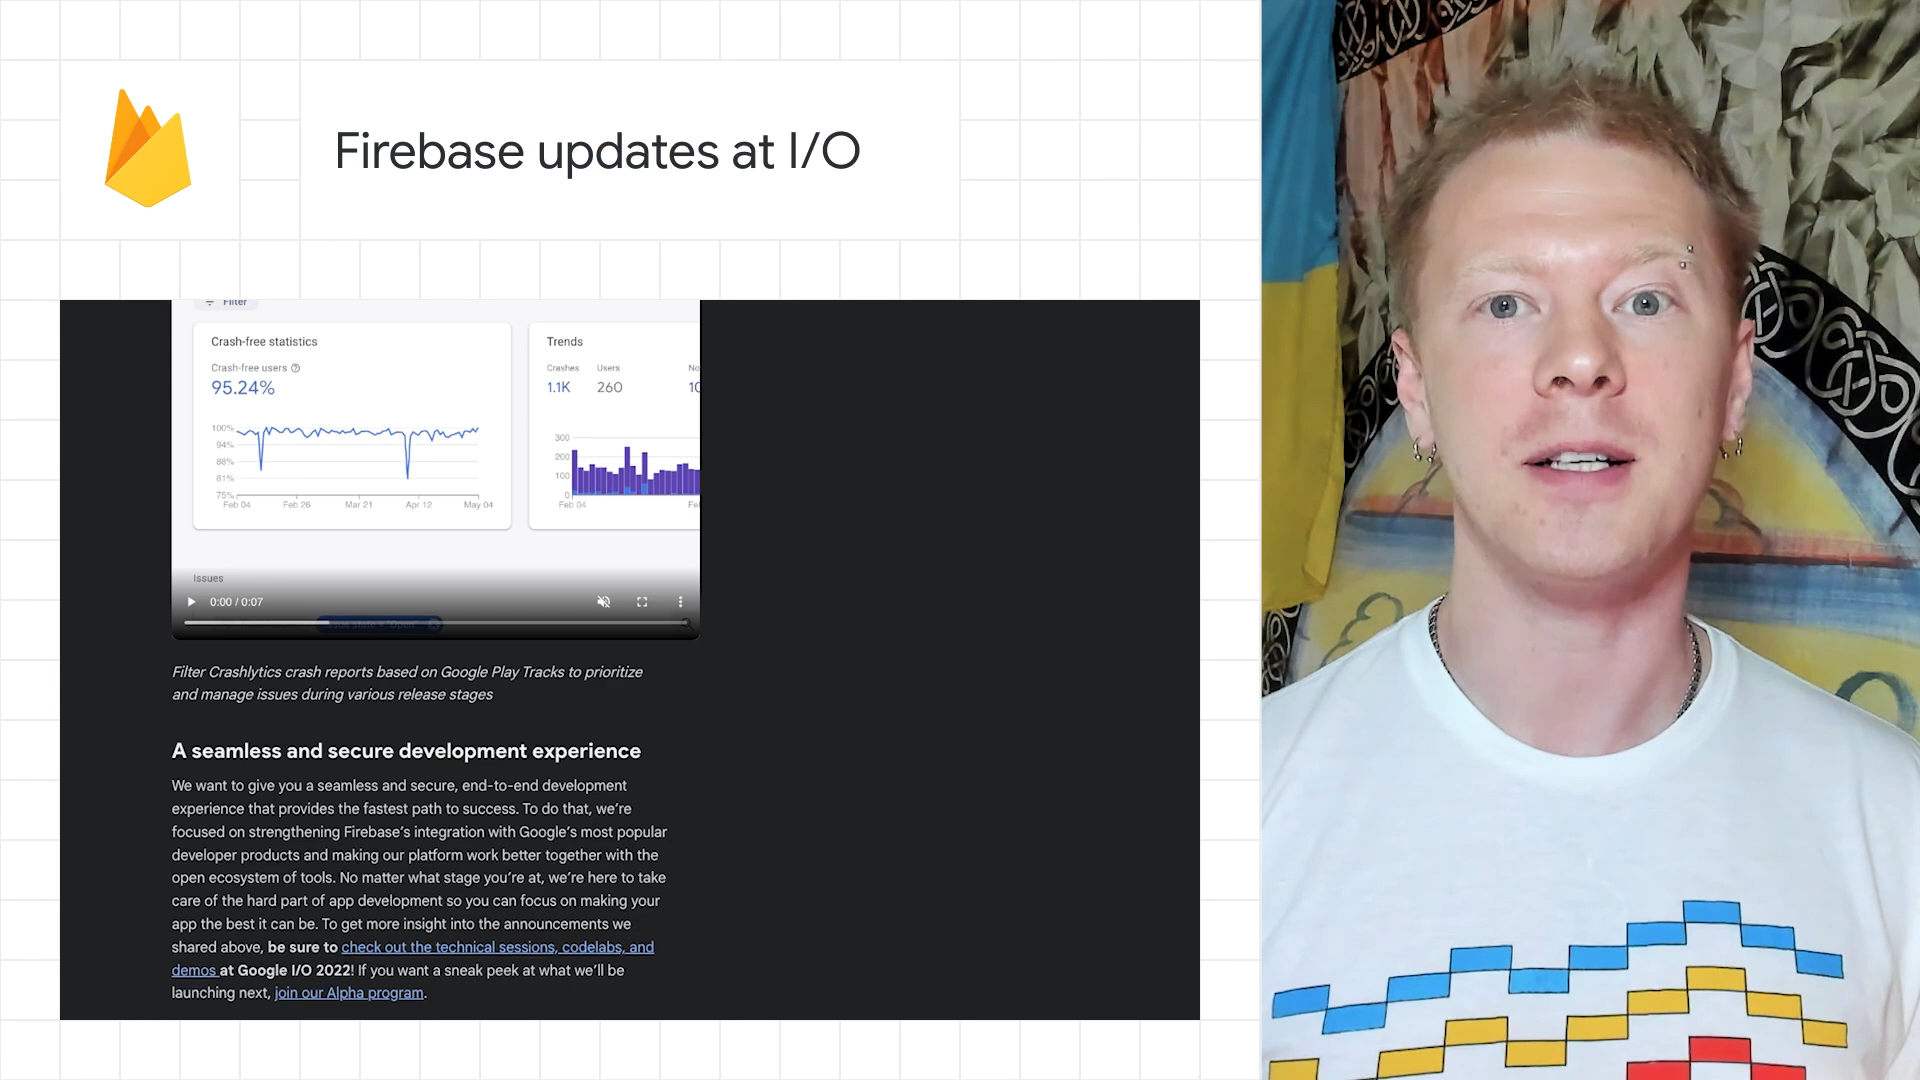 Firebase updates at I/O
Filter
Crash-free statistics
Crash-free users
95.24%
100%
94%
88%
81%
75%
Feb 04 Feb 26 Mar 21 Apr 12 May 04
Trends
Crashes Users No
1.1K 260 10
300
200
100
0
Feb 04 Fe
Issues
0:00 / 0:07
Filter Crashlytics crash reports based on Google Play Tracks to prioritize
and manage issues during various release stages
A seamless and secure development experience
We want to give you a seamless and secure, end-to-end development
experience that provides the fastest path to success. To do that, we're
focused on strengthening Firebase's integration with Google's most popular
developer products and making our platform work better together with the
open ecosystem of tools. No matter what stage you're at, we're here to take
care of the hard part of app development so you can focus on making your
app the best it can be. To get more insight into the announcements we
shared above, be sure to check out the technical sessions, codelabs, and
demos at Google I/O 2022! If you want a sneak peek at what we'll be
launching next, join our Alpha program.